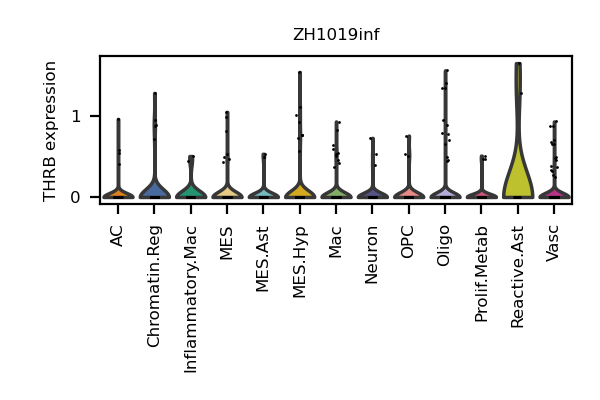 ZH1019inf
THRB expression
1
0
AC
Chromatin.Reg
Inflammatory.Mac
MES
MES.Ast
MES.Hyp
Mac
Neuron
OPC
Oligo
Prolif.Metab
Reactive.Ast
Vasc